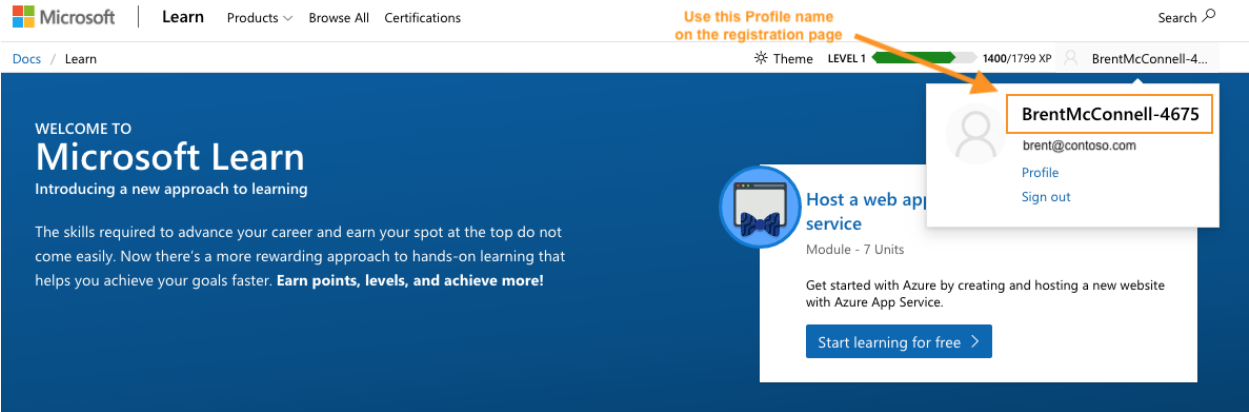 Microsoft
Learn
Products
Browse All
Certifications
Use this Profile name
on the registration page
Search
Docs / Learn
Theme
LEVEL 1
1400/1799 XP
BrentMcConnell-4...
BrentMcConnell-4675
brent@contoso.com
Profile
Sign out
WELCOME TO
Microsoft Learn
Introducing a new approach to learning
The skills required to advance your career and earn your spot at the top do not
come easily. Now there's a more rewarding approach to hands-on learning that
helps you achieve your goals faster. Earn points, levels, and achieve more!
Host a web app
service
Module - 7 Units
Get started with Azure by creating and hosting a new website
with Azure App Service.
Start learning for free